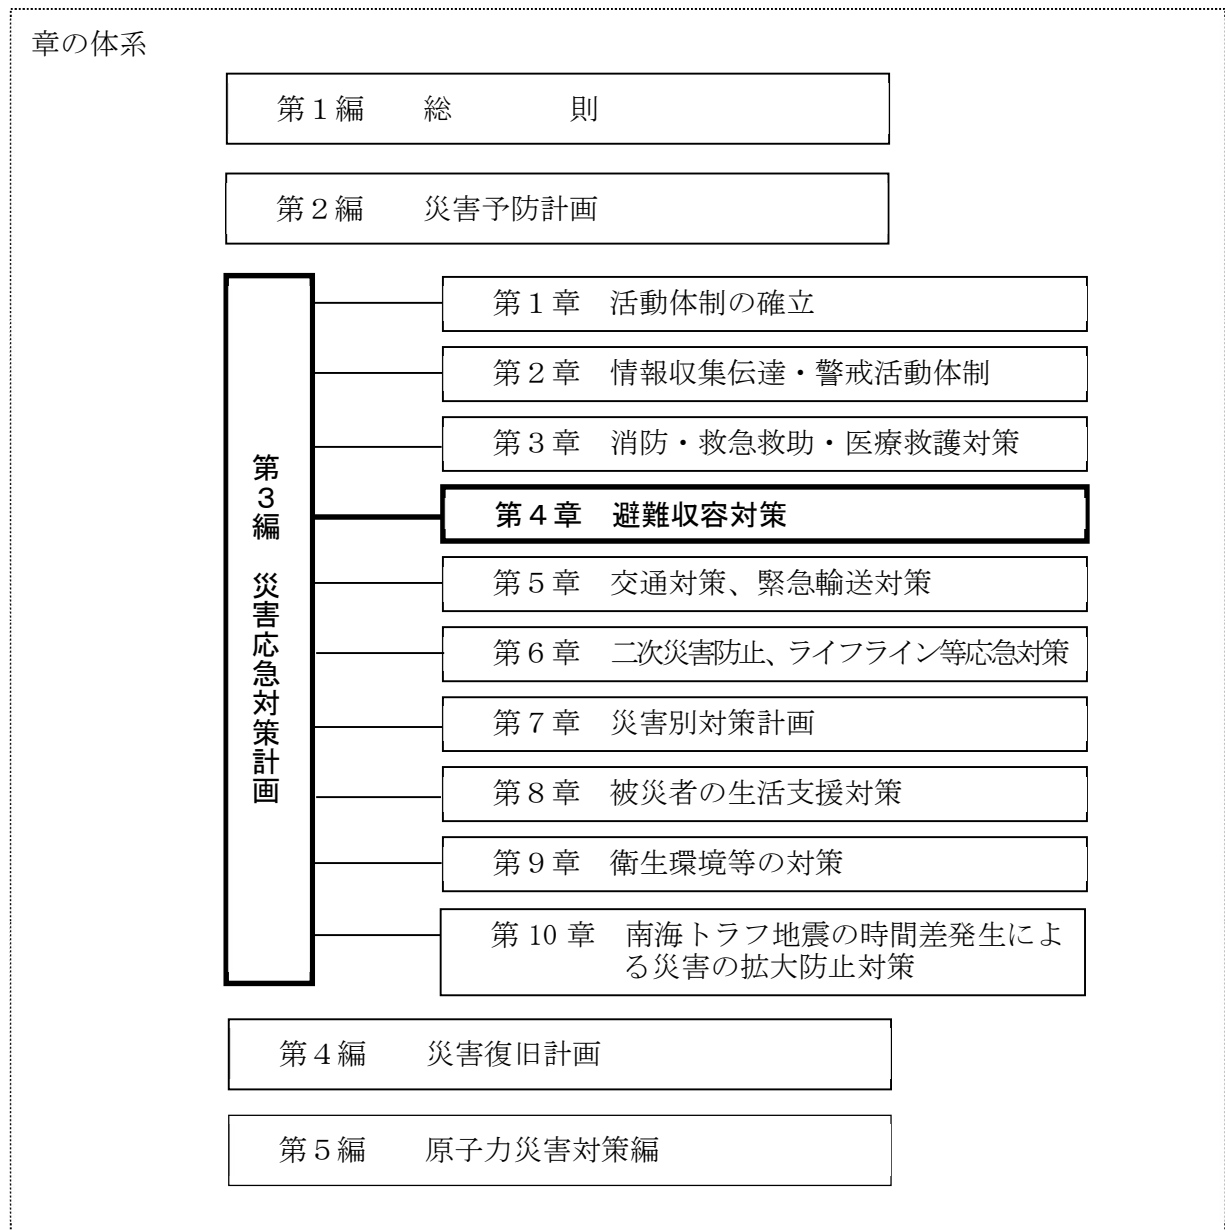 章の体系
第1編　総　　　則
第2編　災害予防計画
第3編　災害応急対策計画
第1章　活動体制の確立
第2章　情報収集伝達・警戒活動体制
第3章　消防・救急救助・医療救護対策
第4章　避難収容対策
第5章　交通対策、緊急輸送対策
第6章　二次災害防止、ライフライン等応急対策
第7章　災害別対策計画
第8章　被災者の生活支援対策
第9章　衛生環境等の対策
第10章　南海トラフ地震の時間差発生によ
る災害の拡大防止対策
第4編　災害復旧計画
第5編　原子力災害対策編